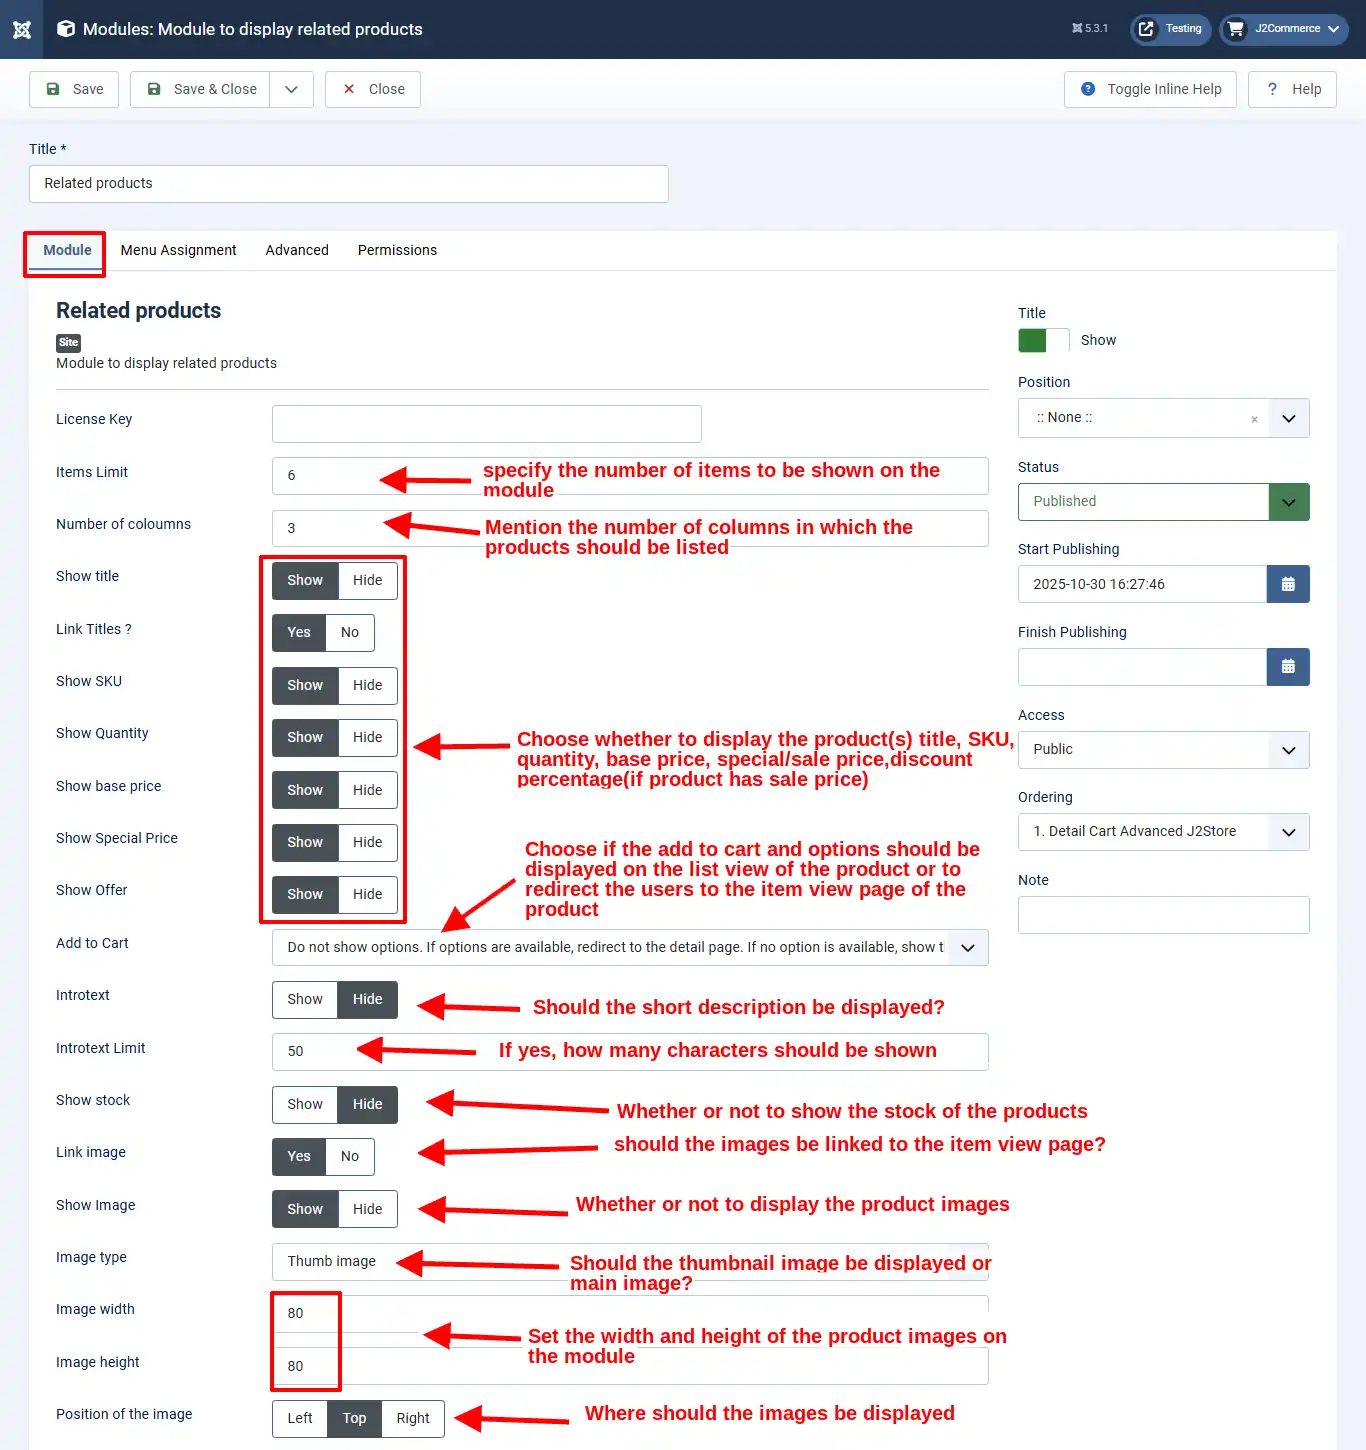 Modules: Module to display related products
5.3.1
Testing
J2Commerce
Save
Save & Close
Close
Toggle Inline Help
? Help
Title *
Related products
Module
Menu Assignment
Advanced
Permissions
Related products
Site
Module to display related products
License Key
Items Limit
6
specify the number of items to be shown on the
module
Number of coloumns
3
Mention the number of columns in which the
products should be listed
Show title
Show
Hide
Link Titles ?
Yes
No
Show SKU
Show
Hide
Show Quantity
Show
Hide
Choose whether to display the product(s) title, SKU,
quantity, base price, special/sale price,discount
percentage(if product has sale price)
Show base price
Show
Hide
Show Special Price
Show
Hide
Show Offer
Show
Hide
Choose if the add to cart and options should be
displayed on the list view of the product or to
redirect the users to the item view page of the
product
Add to Cart
Do not show options. If options are available, redirect to the detail page. If no option is available, show t
Introtext
Show
Hide
Should the short description be displayed?
Introtext Limit
50
If yes, how many characters should be shown
Show stock
Show
Hide
Whether or not to show the stock of the products
Link image
Yes
No
should the images be linked to the item view page?
Show Image
Show
Hide
Whether or not to display the product images
Image type
Thumb image
Should the thumbnail image be displayed or
main image?
Image width
80
Set the width and height of the product images on
the module
Image height
80
Position of the image
Left
Top
Right
Where should the images be displayed
Title
Show
Position
:: None ::
Status
Published
Start Publishing
2025-10-30 16:27:46
Finish Publishing
Access
Public
Ordering
1. Detail Cart Advanced J2Store
Note